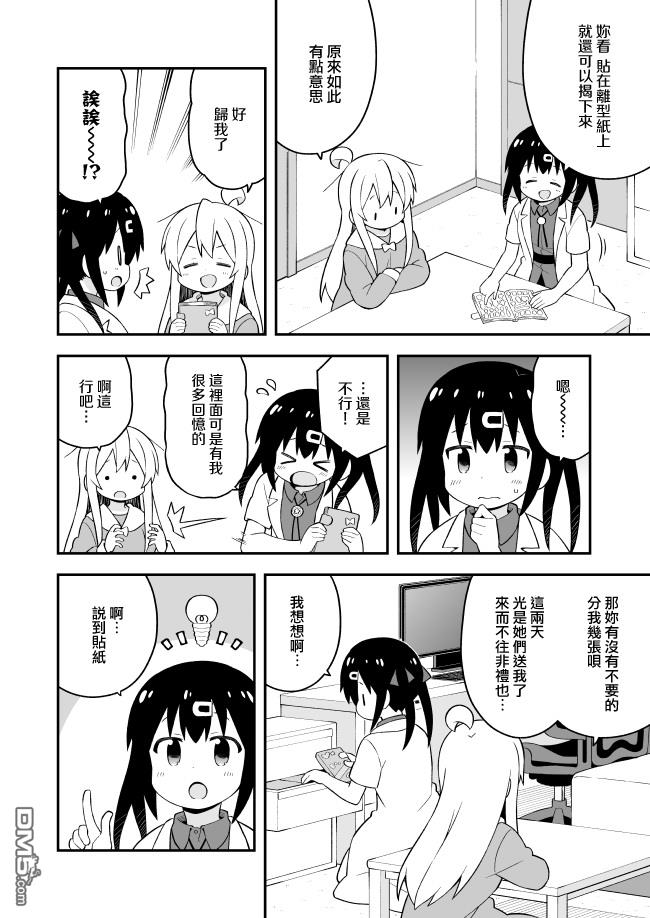 妳看 貼在離型紙上
就還可以揭下來
原來如此
有點意思
好
歸我了
誒誒~~~!?
嗯~~~…
…還是
不行！
這裡面可是有我
很多回憶的
啊這
行吧…
那妳有沒有不要的
分我幾張唄
這兩天
光是她們送我了
來而不往非禮也…
我想想啊…
啊…
説到貼紙
DM5.com